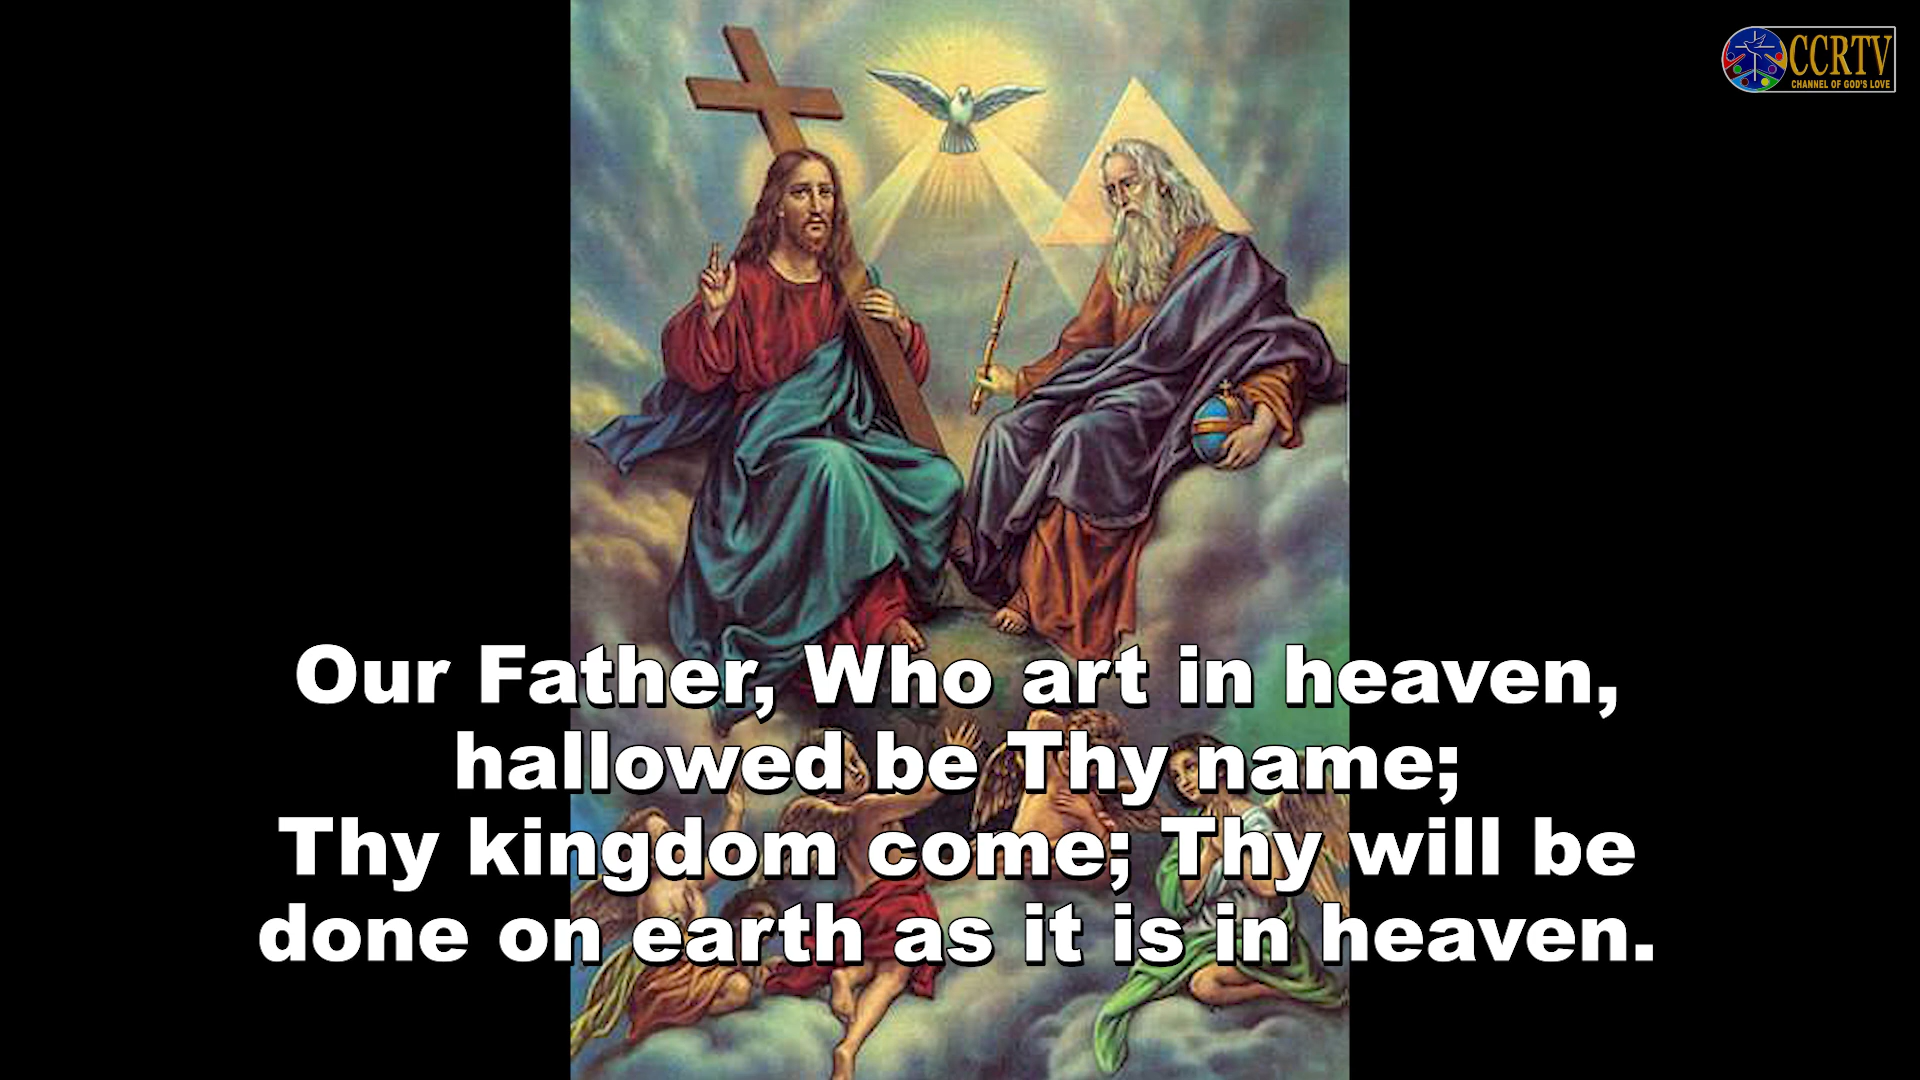 CCRTV
CHANNEL OF GOD'S LOVE
Our Father, Who art in heaven,
hallowed be Thy name;
Thy kingdom come; Thy will be
done on earth as it is in heaven.